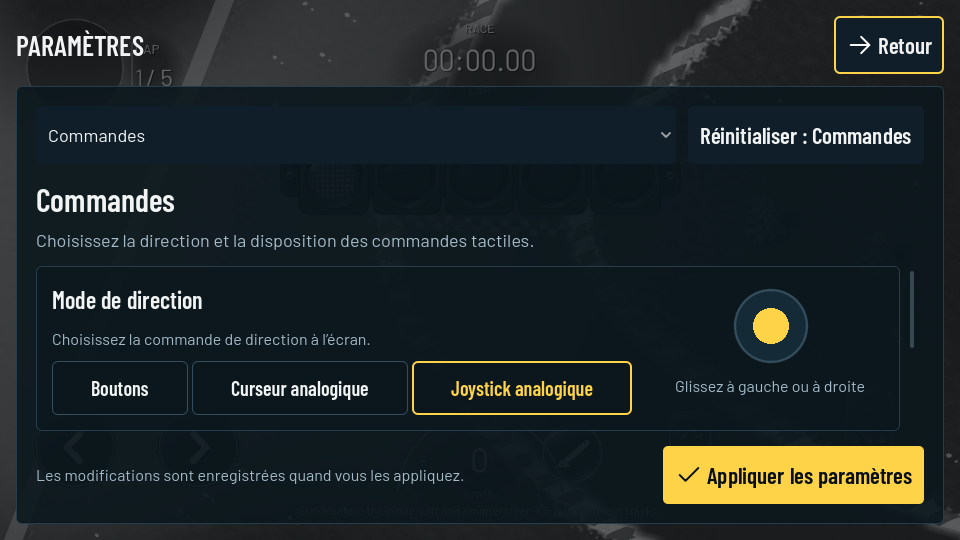 PARAMÈTRES
AP
1/ 5
RACE
00:00.00
Retour
Commandes
Réinitialiser : Commandes
Commandes
Choisissez la direction et la disposition des commandes tactiles.
Mode de direction
Choisissez la commande de direction à l'écran.
Boutons
Curseur analogique
Joystick analogique
Glissez à gauche ou à droite
0
Les modifications sont enregistrées quand vous les appliquez.
Appliquer les paramètres